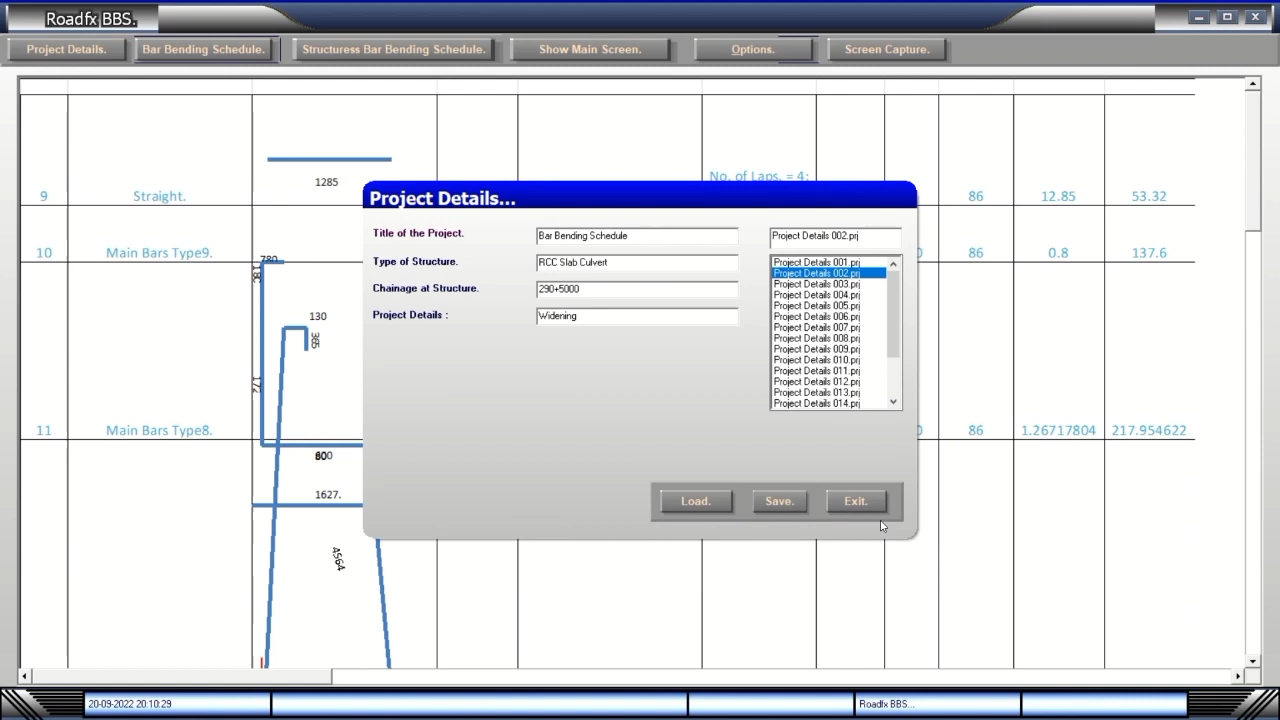 Roadfx BBS.
Project Details.
Bar Bending Schedule.
Structuress Bar Bending Schedule.
Show Main Screen.
Options.
Screen Capture.
1285
No. of Laps. = 4:
9 Straight. 86 12.85 53.32
10 Main Bars Type9. 0 86 0.8 137.6
780
180
130
365
172
11 Main Bars Type8. 0 86 1.26717804 217.954622
1627.
4564
Project Details...
Title of the Project. Bar Bending Schedule
Type of Structure. RCC Slab Culvert
Chainage at Structure. 290+5000
Project Details : Widening
Project Details 002.prj
Project Details 001.prj
Project Details 002.prj
Project Details 003.prj
Project Details 004.prj
Project Details 005.prj
Project Details 006.prj
Project Details 007.prj
Project Details 008.prj
Project Details 009.prj
Project Details 010.prj
Project Details 011.prj
Project Details 012.prj
Project Details 013.prj
Project Details 014.prj
Load.
Save.
Exit.
20-09-2022 20:10:29
Roadfx BBS...